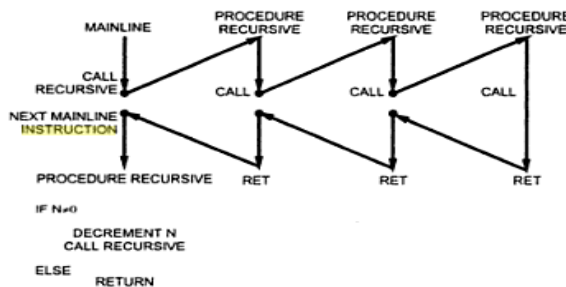 MAINLINE
PROCEDURE
RECURSIVE
PROCEDURE
RECURSIVE
PROCEDURE
RECURSIVE
CALL
RECURSIVE
CALL
CALL
CALL
NEXT MAINLINE
INSTRUCTION
PROCEDURE RECURSIVE
RET
RET
RET
IF N≠0
DECREMENT N
CALL RECURSIVE
ELSE
RETURN